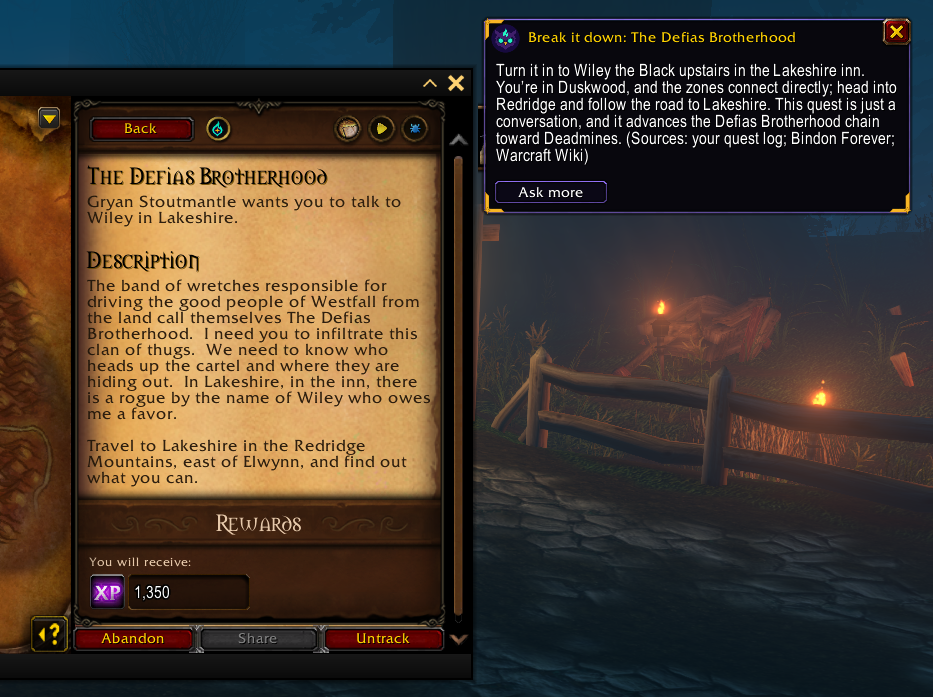 Break it down: The Defias Brotherhood
Turn it in to Wiley the Black upstairs in the Lakeshire inn.
You're in Duskwood, and the zones connect directly; head into
Redridge and follow the road to Lakeshire. This quest is just a
conversation, and it advances the Defias Brotherhood chain
toward Deadmines. (Sources: your quest log; Bindon Forever;
Warcraft Wiki)
Ask more
Back
The Defias Brotherhood
Gryan Stoutmantle wants you to talk to
Wiley in Lakeshire.
Description
The band of wretches responsible for
driving the good people of Westfall from
the land call themselves The Defias
Brotherhood.  I need you to infiltrate this
clan of thugs.  We need to know who
heads up the cartel and where they are
hiding out.  In Lakeshire, in the inn, there
is a rogue by the name of Wiley who owes
me a favor.
Travel to Lakeshire in the Redridge
Mountains, east of Elwynn, and find out
what you can.
Rewards
You will receive:
XP 1,350
?
Abandon
Share
Untrack